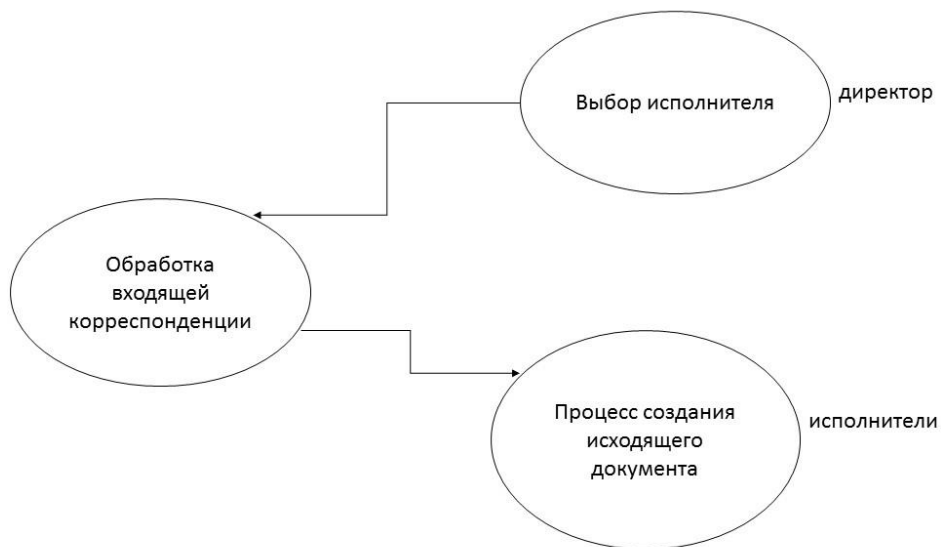 Выбор исполнителя
директор
Обработка
входящей
корреспонденции
Процесс создания
исходящего
документа
исполнители